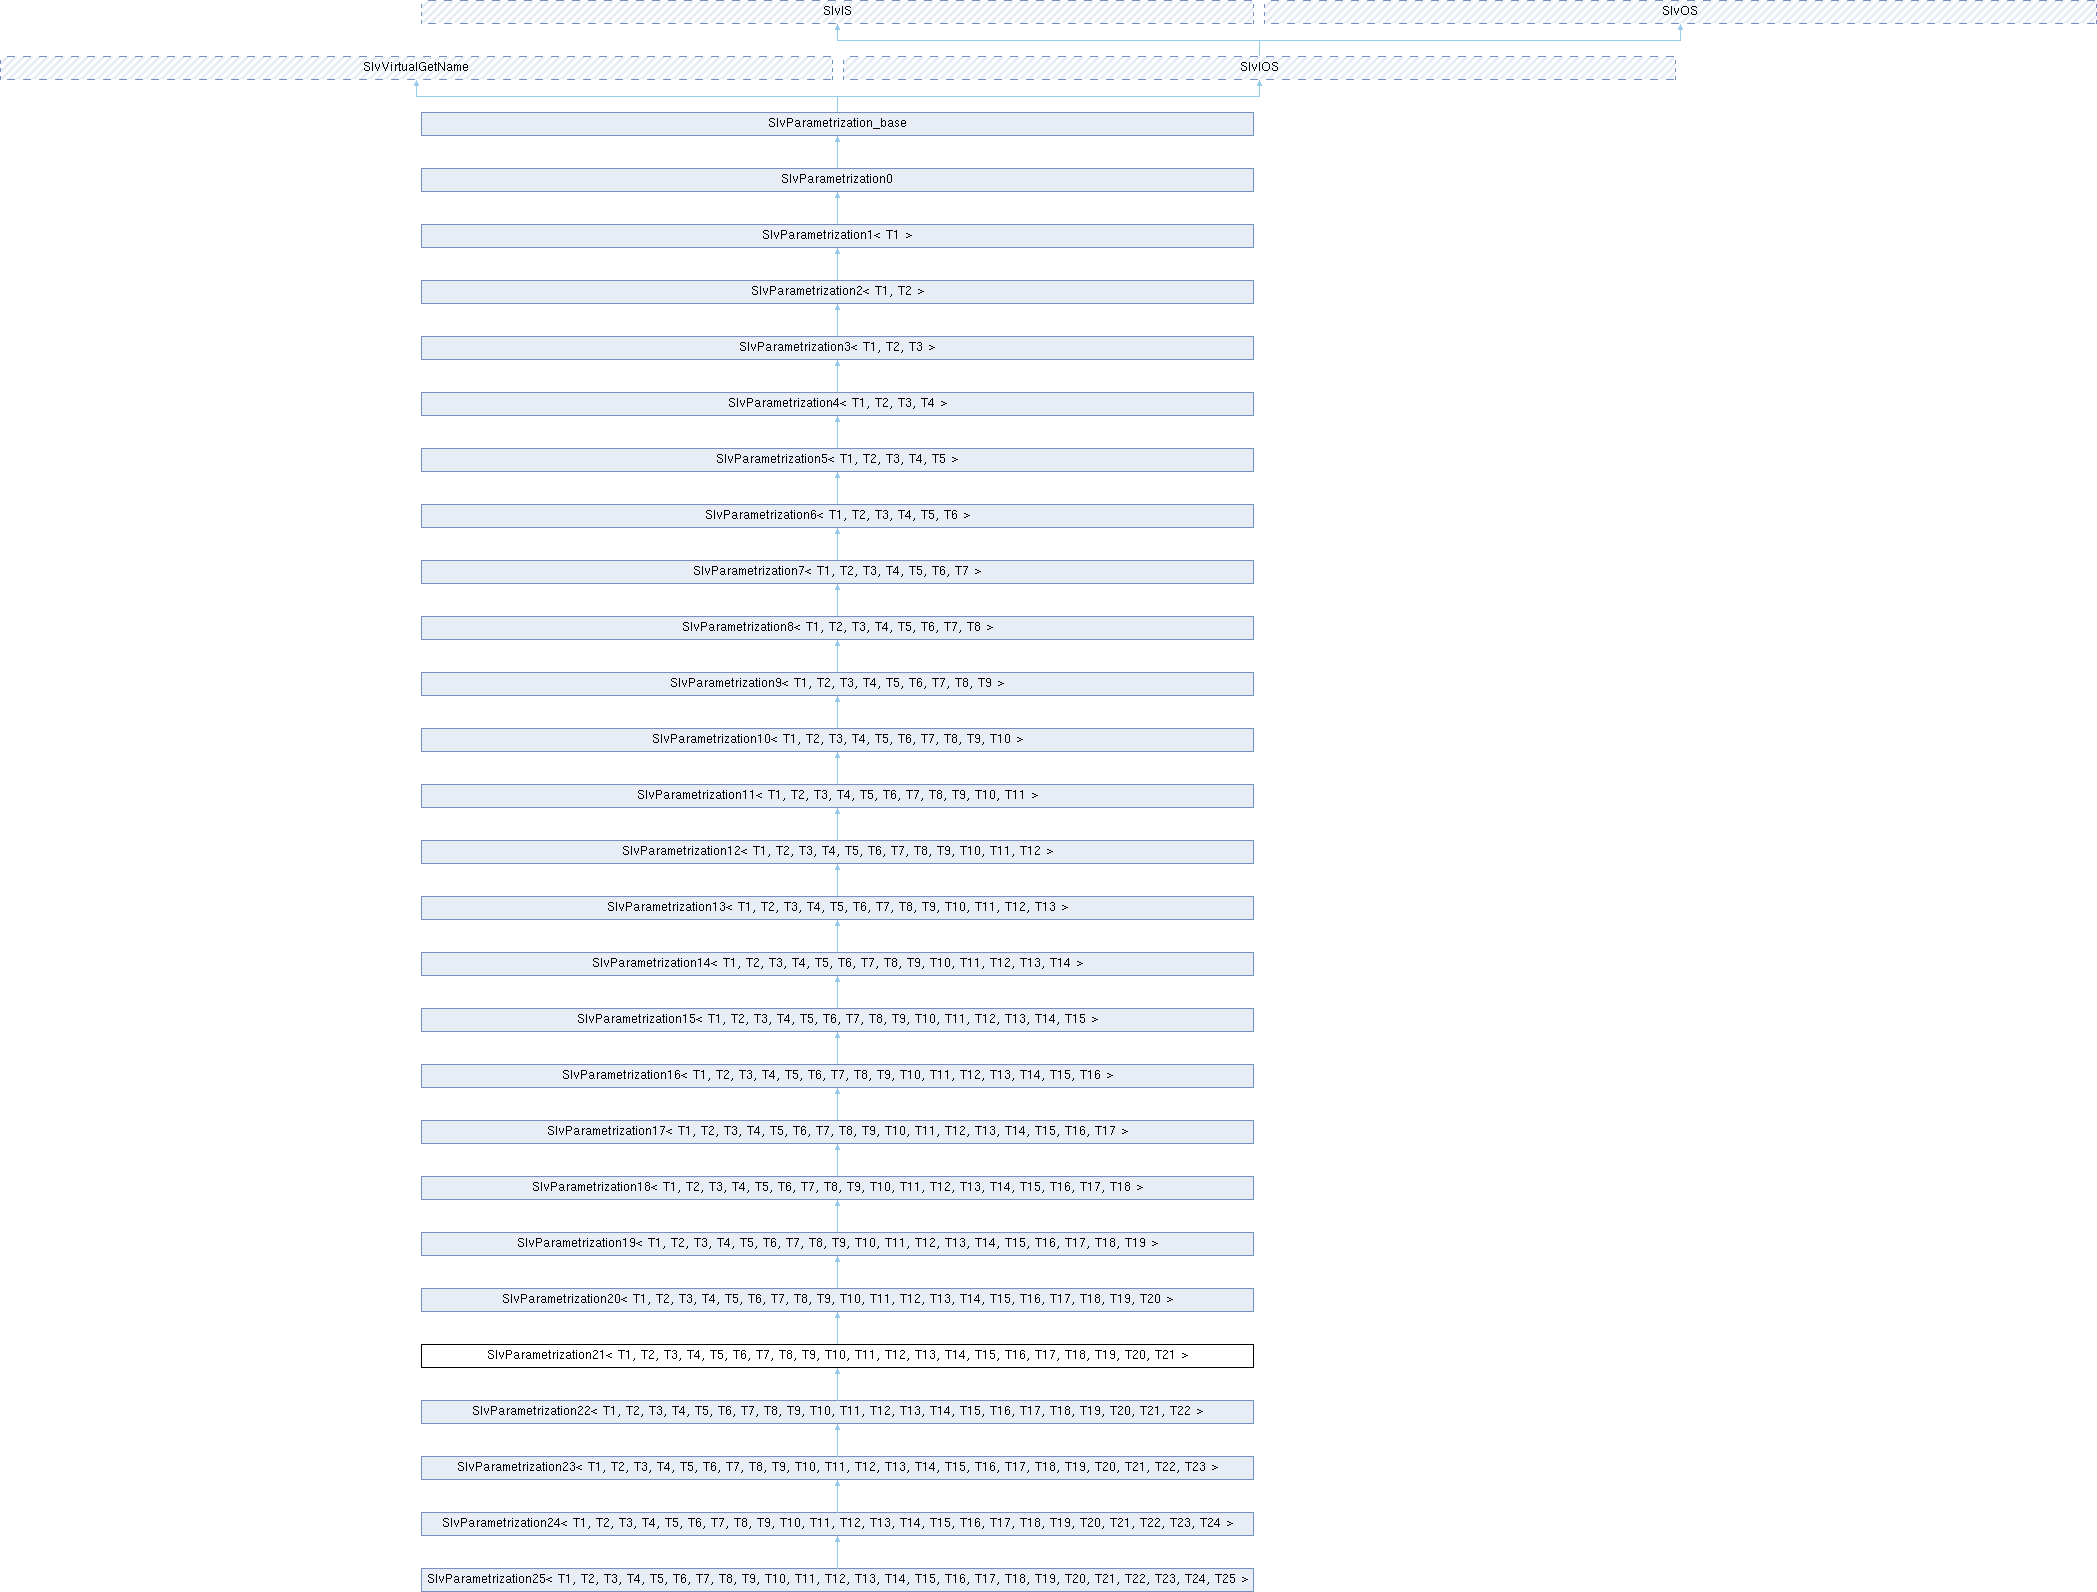 SlvIS
SlvOS
SlvVirtualGetName
SlvIOS
SlvParametrization_base
SlvParametrization0
SlvParametrization1< T1 >
SlvParametrization2< T1, T2 >
SlvParametrization3< T1, T2, T3 >
SlvParametrization4< T1, T2, T3, T4 >
SlvParametrization5< T1, T2, T3, T4, T5 >
SlvParametrization6< T1, T2, T3, T4, T5, T6 >
SlvParametrization7< T1, T2, T3, T4, T5, T6, T7 >
SlvParametrization8< T1, T2, T3, T4, T5, T6, T7, T8 >
SlvParametrization9< T1, T2, T3, T4, T5, T6, T7, T8, T9 >
SlvParametrization10< T1, T2, T3, T4, T5, T6, T7, T8, T9, T10 >
SlvParametrization11< T1, T2, T3, T4, T5, T6, T7, T8, T9, T10, T11 >
SlvParametrization12< T1, T2, T3, T4, T5, T6, T7, T8, T9, T10, T11, T12 >
SlvParametrization13< T1, T2, T3, T4, T5, T6, T7, T8, T9, T10, T11, T12, T13 >
SlvParametrization14< T1, T2, T3, T4, T5, T6, T7, T8, T9, T10, T11, T12, T13, T14 >
SlvParametrization15< T1, T2, T3, T4, T5, T6, T7, T8, T9, T10, T11, T12, T13, T14, T15 >
SlvParametrization16< T1, T2, T3, T4, T5, T6, T7, T8, T9, T10, T11, T12, T13, T14, T15, T16 >
SlvParametrization17< T1, T2, T3, T4, T5, T6, T7, T8, T9, T10, T11, T12, T13, T14, T15, T16, T17 >
SlvParametrization18< T1, T2, T3, T4, T5, T6, T7, T8, T9, T10, T11, T12, T13, T14, T15, T16, T17, T18 >
SlvParametrization19< T1, T2, T3, T4, T5, T6, T7, T8, T9, T10, T11, T12, T13, T14, T15, T16, T17, T18, T19 >
SlvParametrization20< T1, T2, T3, T4, T5, T6, T7, T8, T9, T10, T11, T12, T13, T14, T15, T16, T17, T18, T19, T20 >
SlvParametrization21< T1, T2, T3, T4, T5, T6, T7, T8, T9, T10, T11, T12, T13, T14, T15, T16, T17, T18, T19, T20, T21 >
SlvParametrization22< T1, T2, T3, T4, T5, T6, T7, T8, T9, T10, T11, T12, T13, T14, T15, T16, T17, T18, T19, T20, T21, T22 >
SlvParametrization23< T1, T2, T3, T4, T5, T6, T7, T8, T9, T10, T11, T12, T13, T14, T15, T16, T17, T18, T19, T20, T21, T22, T23 >
SlvParametrization24< T1, T2, T3, T4, T5, T6, T7, T8, T9, T10, T11, T12, T13, T14, T15, T16, T17, T18, T19, T20, T21, T22, T23, T24 >
SlvParametrization25< T1, T2, T3, T4, T5, T6, T7, T8, T9, T10, T11, T12, T13, T14, T15, T16, T17, T18, T19, T20, T21, T22, T23, T24, T25 >